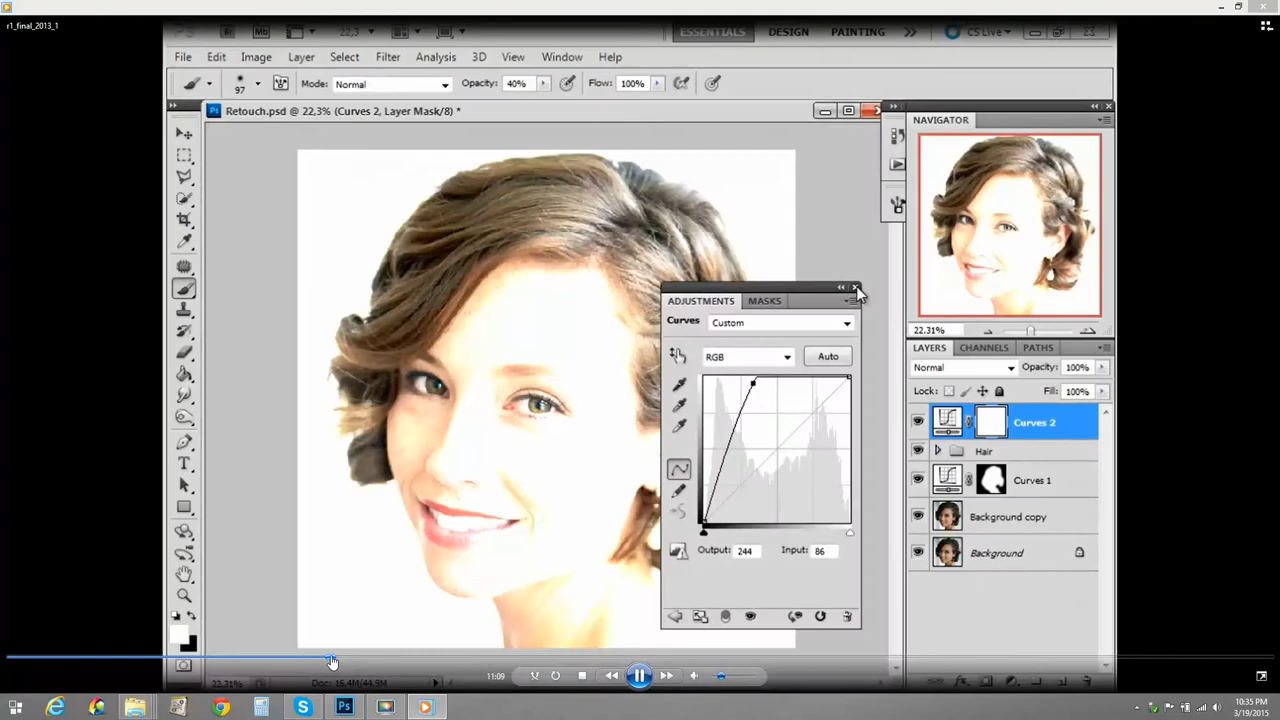 r1_final_2013_1
Br Mb 22,3 ESSENTIALS DESIGN PAINTING CS Live
File Edit Image Layer Select Filter Analysis 3D View Window Help
97 Mode: Normal Opacity: 40% Flow: 100%
Retouch.psd @ 22,3% (Curves 2, Layer Mask/8) *
NAVIGATOR
22.31%
ADJUSTMENTS MASKS
Curves Custom
RGB Auto
Output: 244 Input: 86
LAYERS CHANNELS PATHS
Normal Opacity: 100%
Lock: Fill: 100%
Curves 2
Hair
Curves 1
Background copy
Background
22.31% Doc: 16.4M/44.9M
11:09
10:35 PM
3/19/2015